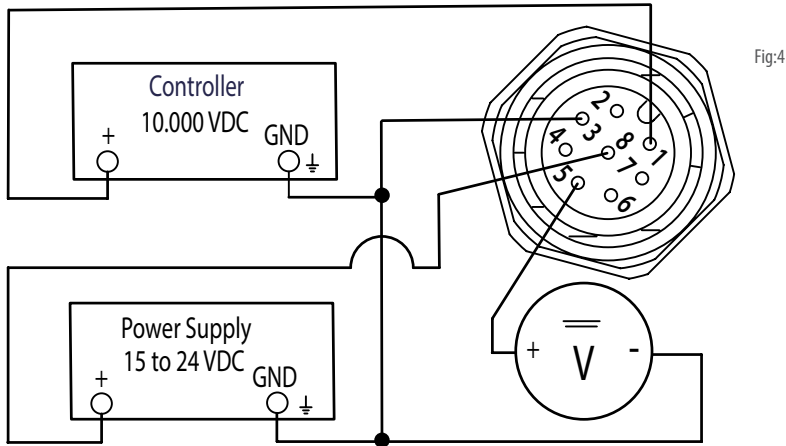 Fig:4
Controller
10.000 VDC
+
GND
Power Supply
15 to 24 VDC
+
GND
1
2
3
4
5
6
7
8
+
V
-